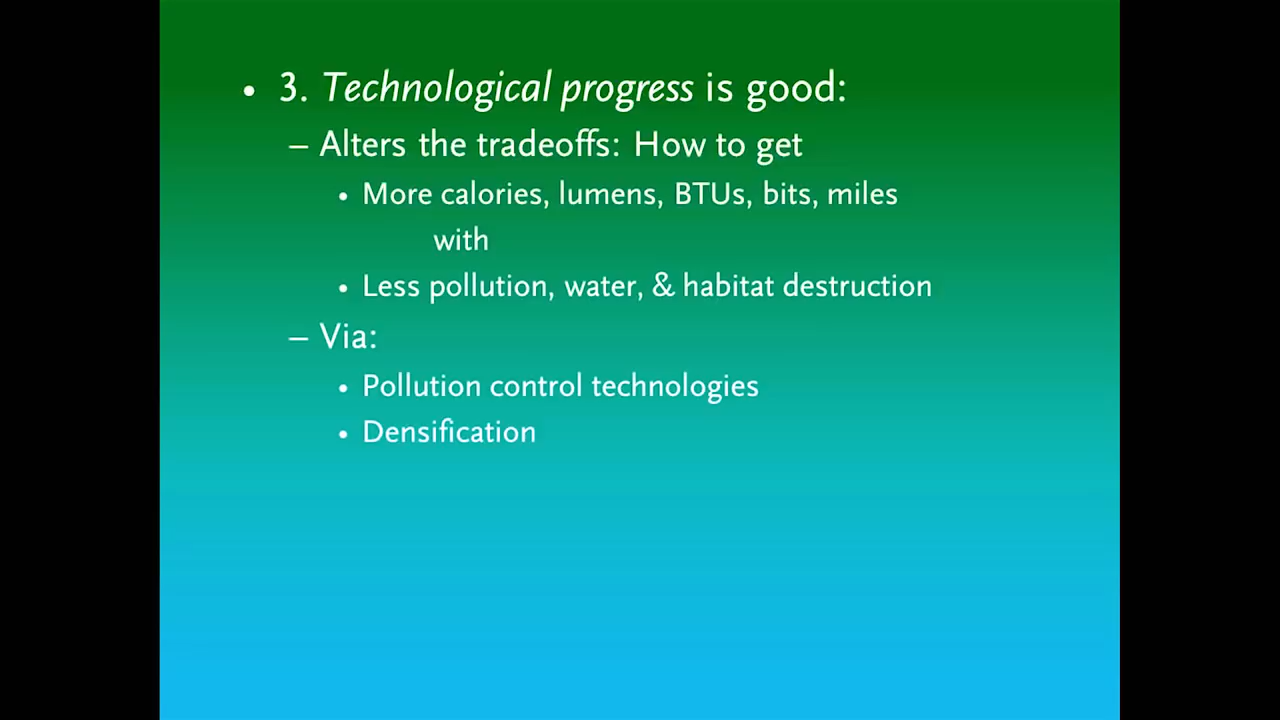 • 3. Technological progress is good:
– Alters the tradeoffs: How to get
• More calories, lumens, BTUs, bits, miles
with
• Less pollution, water, & habitat destruction
– Via:
• Pollution control technologies
• Densification